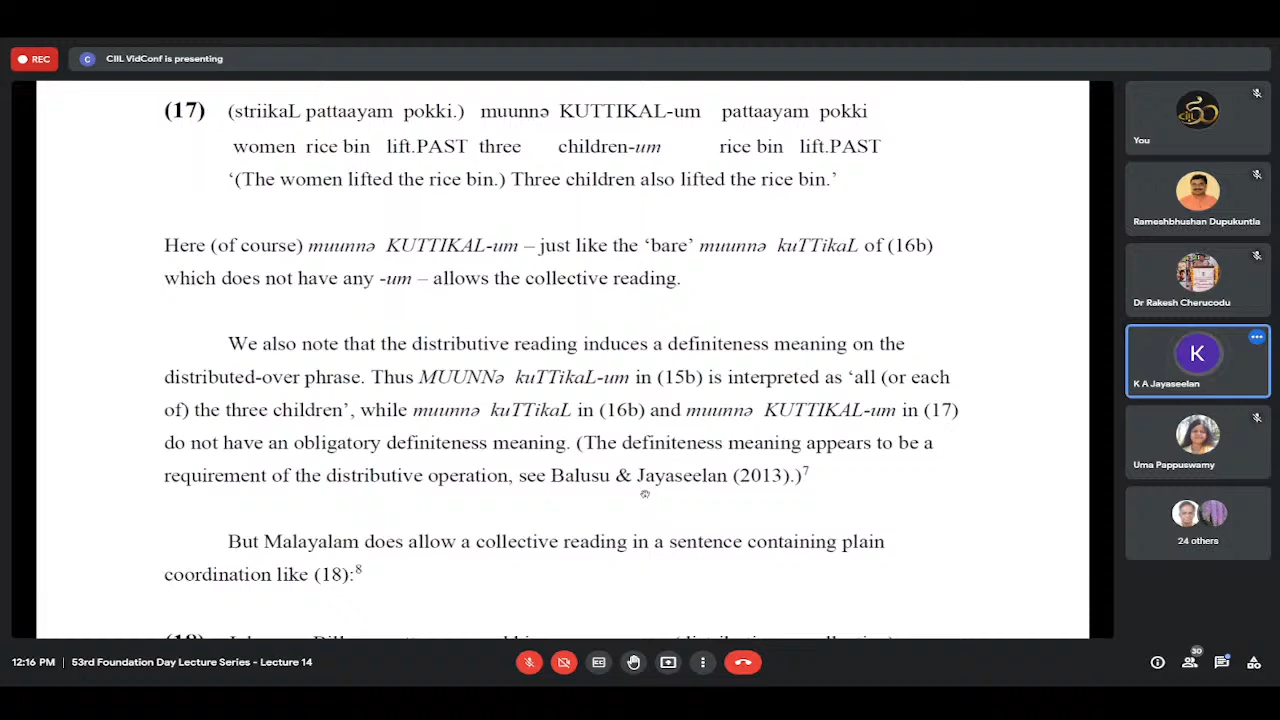 REC
CIIL VidConf is presenting
(17) (striikaL pattaayam pokki.) muunnə KUTTIKAL-um pattaayam pokki
women rice bin lift.PAST three children-um rice bin lift.PAST
‘(The women lifted the rice bin.) Three children also lifted the rice bin.’
Here (of course) muunnə KUTTIKAL-um – just like the ‘bare’ muunnə kuTTikaL of (16b)
which does not have any -um – allows the collective reading.
We also note that the distributive reading induces a definiteness meaning on the
distributed-over phrase. Thus MUUNNə kuTTikaL-um in (15b) is interpreted as ‘all (or each
of) the three children’, while muunnə kuTTikaL in (16b) and muunnə KUTTIKAL-um in (17)
do not have an obligatory definiteness meaning. (The definiteness meaning appears to be a
requirement of the distributive operation, see Balusu & Jayaseelan (2013).)⁷
But Malayalam does allow a collective reading in a sentence containing plain
coordination like (18):⁸
You
Rameshbhushan Dupukuntla
Dr Rakesh Cherucodu
K
K A Jayaseelan
Uma Pappuswamy
24 others
12:16 PM | 53rd Foundation Day Lecture Series - Lecture 14
30